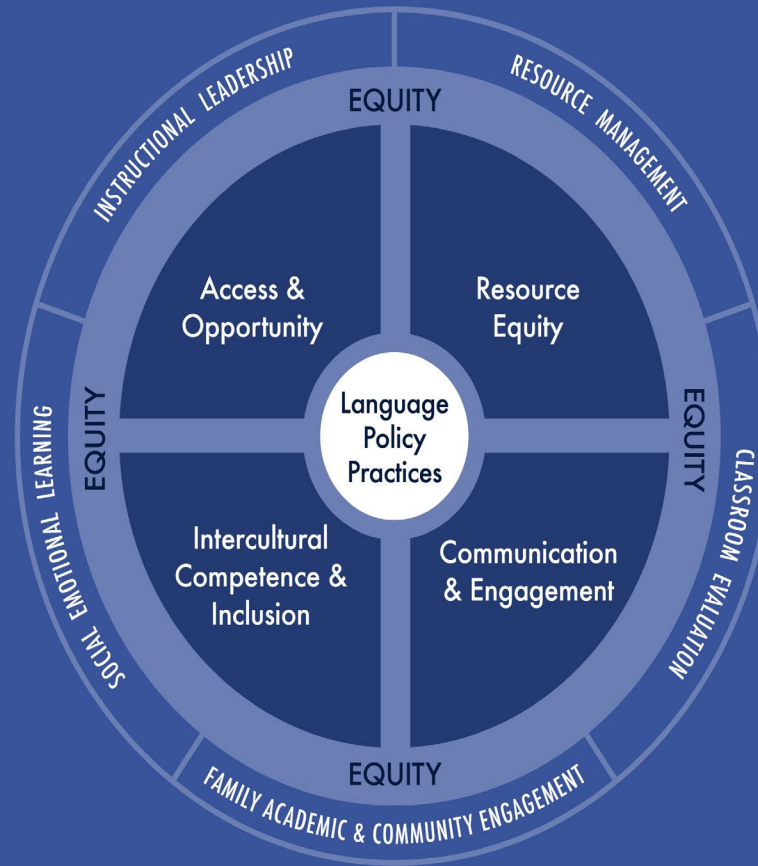 INSTRUCTIONAL LEADERSHIP
RESOURCE MANAGEMENT
EQUITY
Access &
Opportunity
Resource
Equity
EQUITY
Language
Policy
Practices
EQUITY
SOCIAL EMOTIONAL LEARNING
CLASSROOM EVALUATION
Intercultural
Competence &
Inclusion
Communication
& Engagement
EQUITY
FAMILY ACADEMIC & COMMUNITY ENGAGEMENT